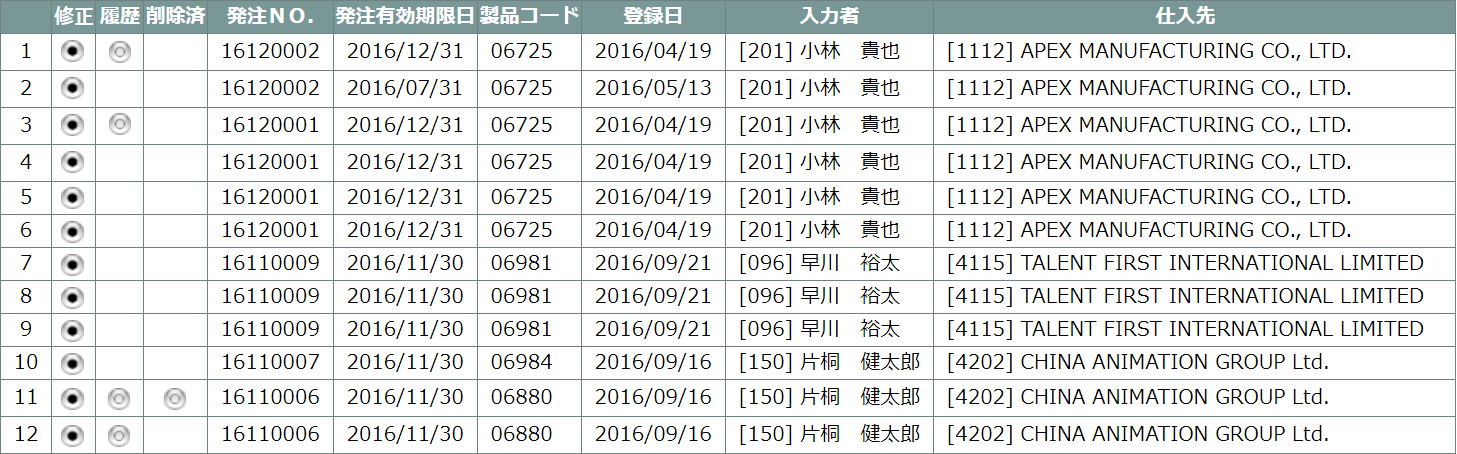 修正 履歴 削除済 発注ＮＯ． 発注有効期限日 製品コード 登録日 入力者 仕入先
1 16120002 2016/12/31 06725 2016/04/19 [201] 小林　貴也 [1112] APEX MANUFACTURING CO., LTD.
2 16120002 2016/07/31 06725 2016/05/13 [201] 小林　貴也 [1112] APEX MANUFACTURING CO., LTD.
3 16120001 2016/12/31 06725 2016/04/19 [201] 小林　貴也 [1112] APEX MANUFACTURING CO., LTD.
4 16120001 2016/12/31 06725 2016/04/19 [201] 小林　貴也 [1112] APEX MANUFACTURING CO., LTD.
5 16120001 2016/12/31 06725 2016/04/19 [201] 小林　貴也 [1112] APEX MANUFACTURING CO., LTD.
6 16120001 2016/12/31 06725 2016/04/19 [201] 小林　貴也 [1112] APEX MANUFACTURING CO., LTD.
7 16110009 2016/11/30 06981 2016/09/21 [096] 早川　裕太 [4115] TALENT FIRST INTERNATIONAL LIMITED
8 16110009 2016/11/30 06981 2016/09/21 [096] 早川　裕太 [4115] TALENT FIRST INTERNATIONAL LIMITED
9 16110009 2016/11/30 06981 2016/09/21 [096] 早川　裕太 [4115] TALENT FIRST INTERNATIONAL LIMITED
10 16110007 2016/11/30 06984 2016/09/16 [150] 片桐　健太郎 [4202] CHINA ANIMATION GROUP Ltd.
11 16110006 2016/11/30 06880 2016/09/16 [150] 片桐　健太郎 [4202] CHINA ANIMATION GROUP Ltd.
12 16110006 2016/11/30 06880 2016/09/16 [150] 片桐　健太郎 [4202] CHINA ANIMATION GROUP Ltd.